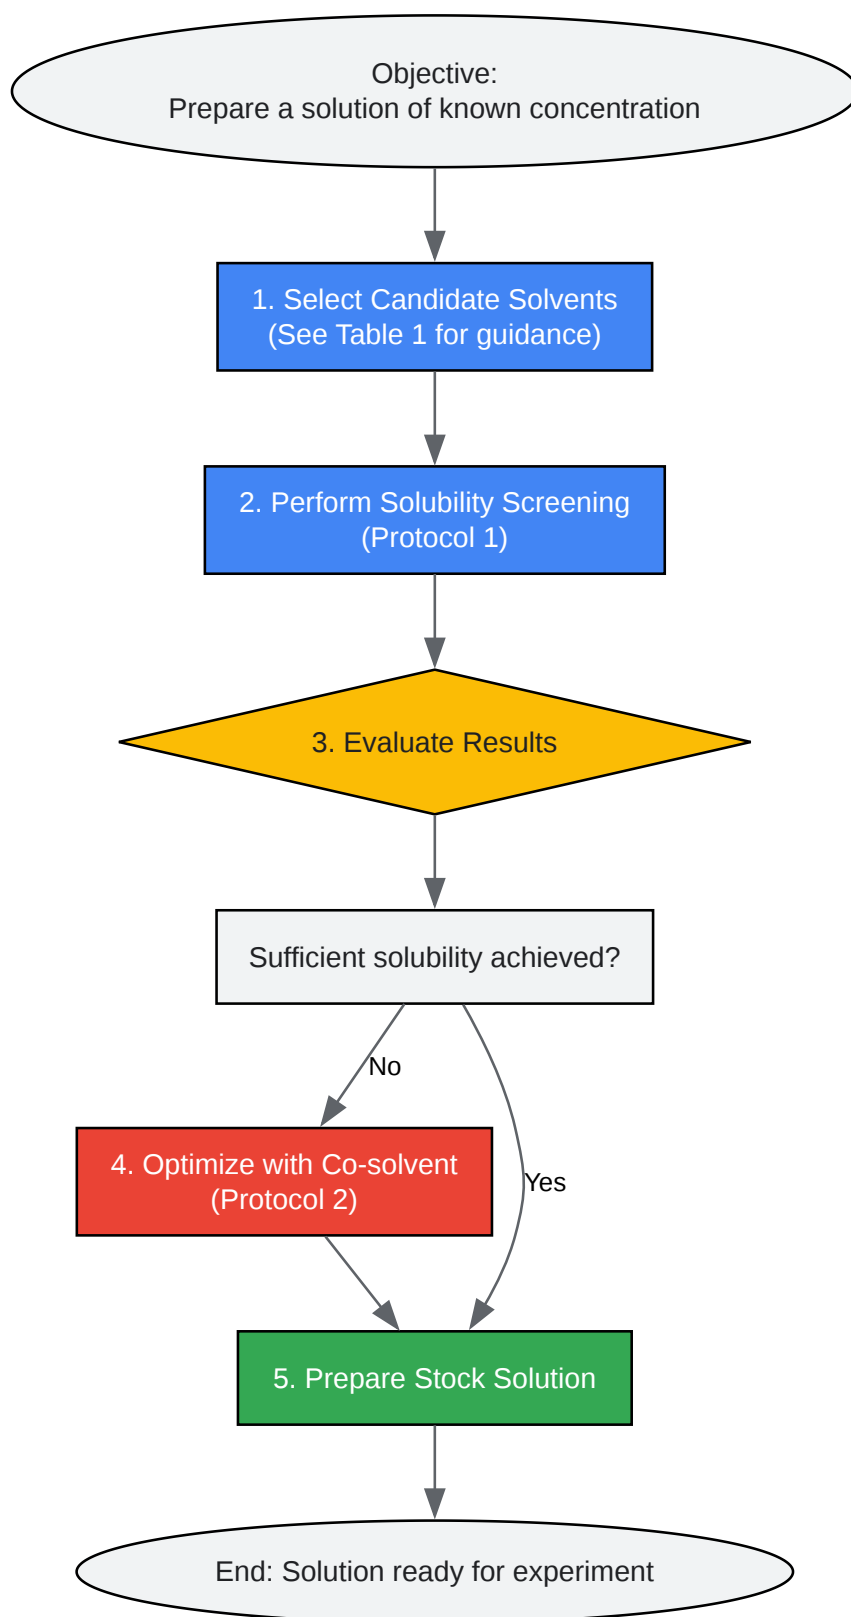 Objective:
Prepare a solution of known concentration
1. Select Candidate Solvents
(See Table 1 for guidance)
2. Perform Solubility Screening
(Protocol 1)
3. Evaluate Results
Sufficient solubility achieved?
No
4. Optimize with Co-solvent
(Protocol 2)
Yes
5. Prepare Stock Solution
End: Solution ready for experiment